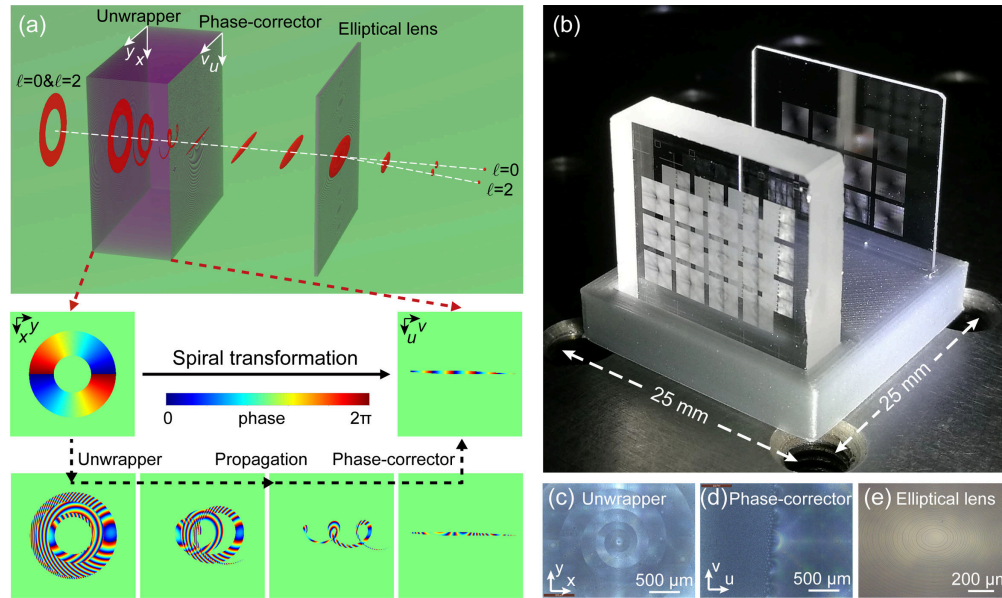 (a)
Unwrapper
Phase-corrector
Elliptical lens
y
x
v
u
ℓ=0&ℓ=2
ℓ=0
ℓ=2
y
x
Spiral transformation
0
phase
2π
v
u
Unwrapper
Propagation
Phase-corrector
(b)
25 mm
25 mm
(c) Unwrapper
y
x
500 μm
(d) Phase-corrector
v
u
500 μm
(e) Elliptical lens
200 μm